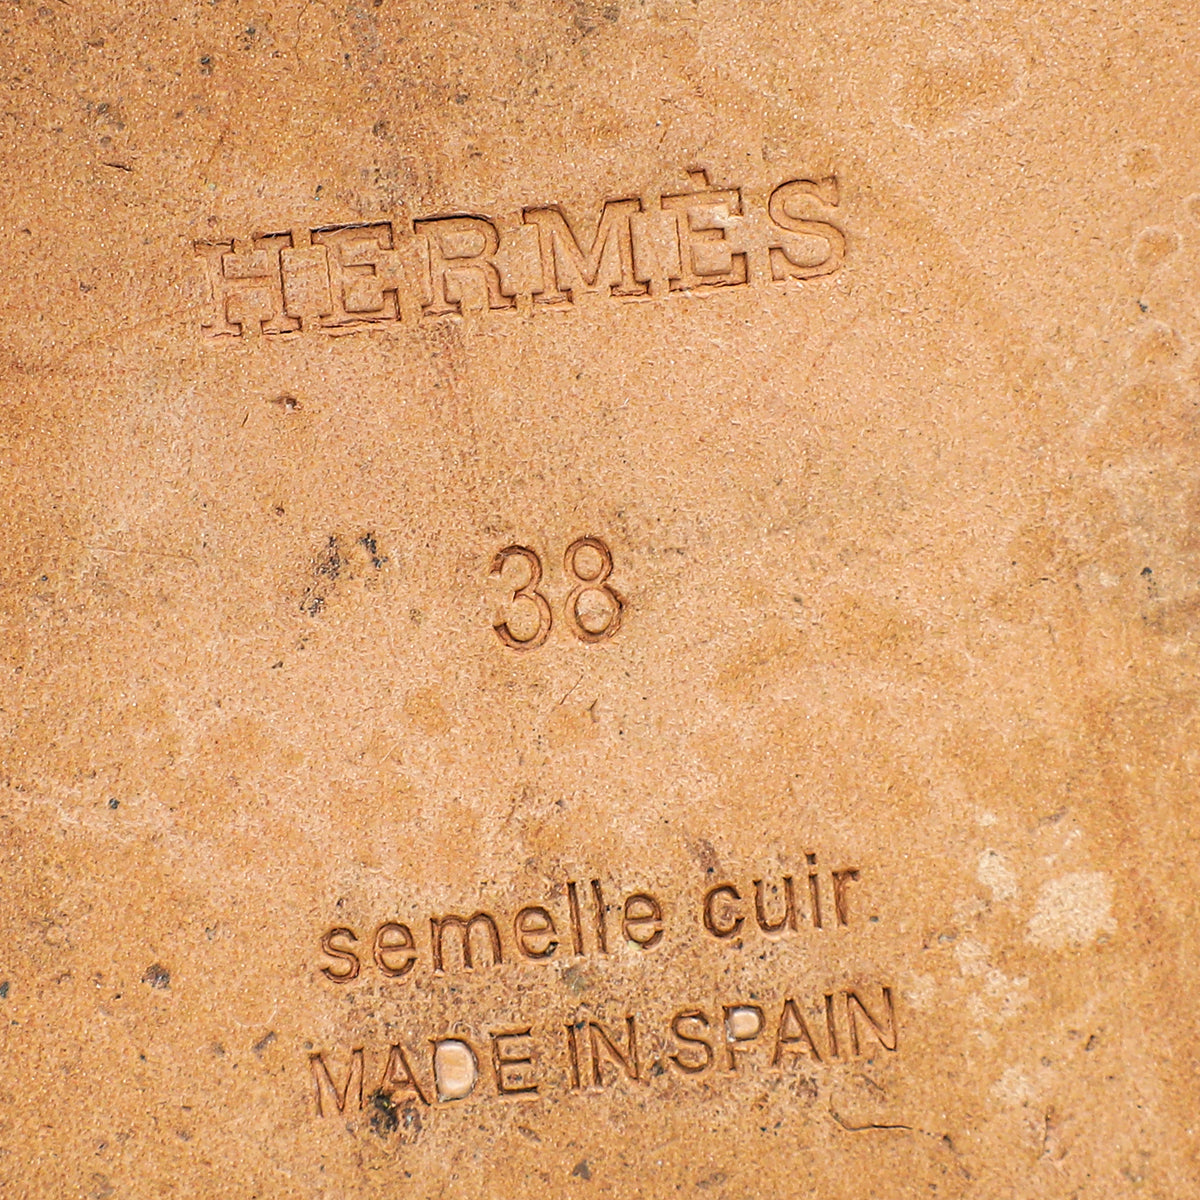 HERMÈS
38
semelle cuir
MADE IN SPAIN